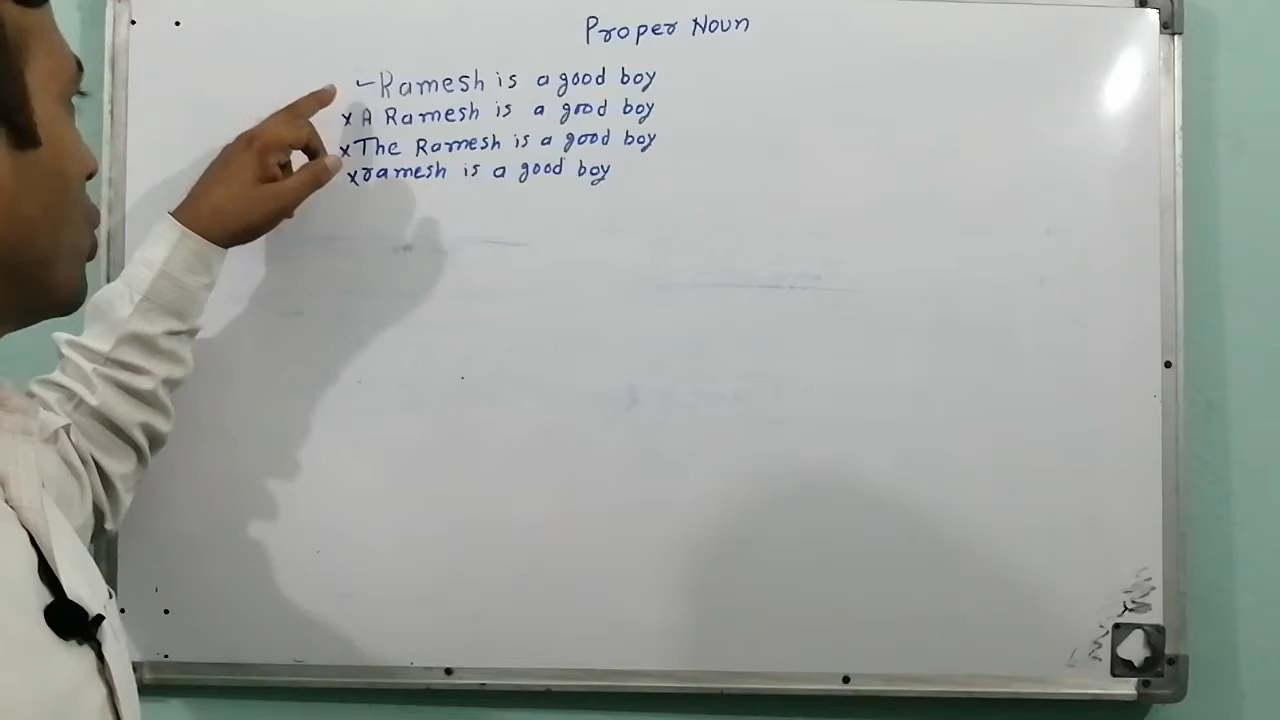 Proper Noun
✓Ramesh is a good boy
x A Ramesh is a good boy
x The Ramesh is a good boy
x ramesh is a good boy